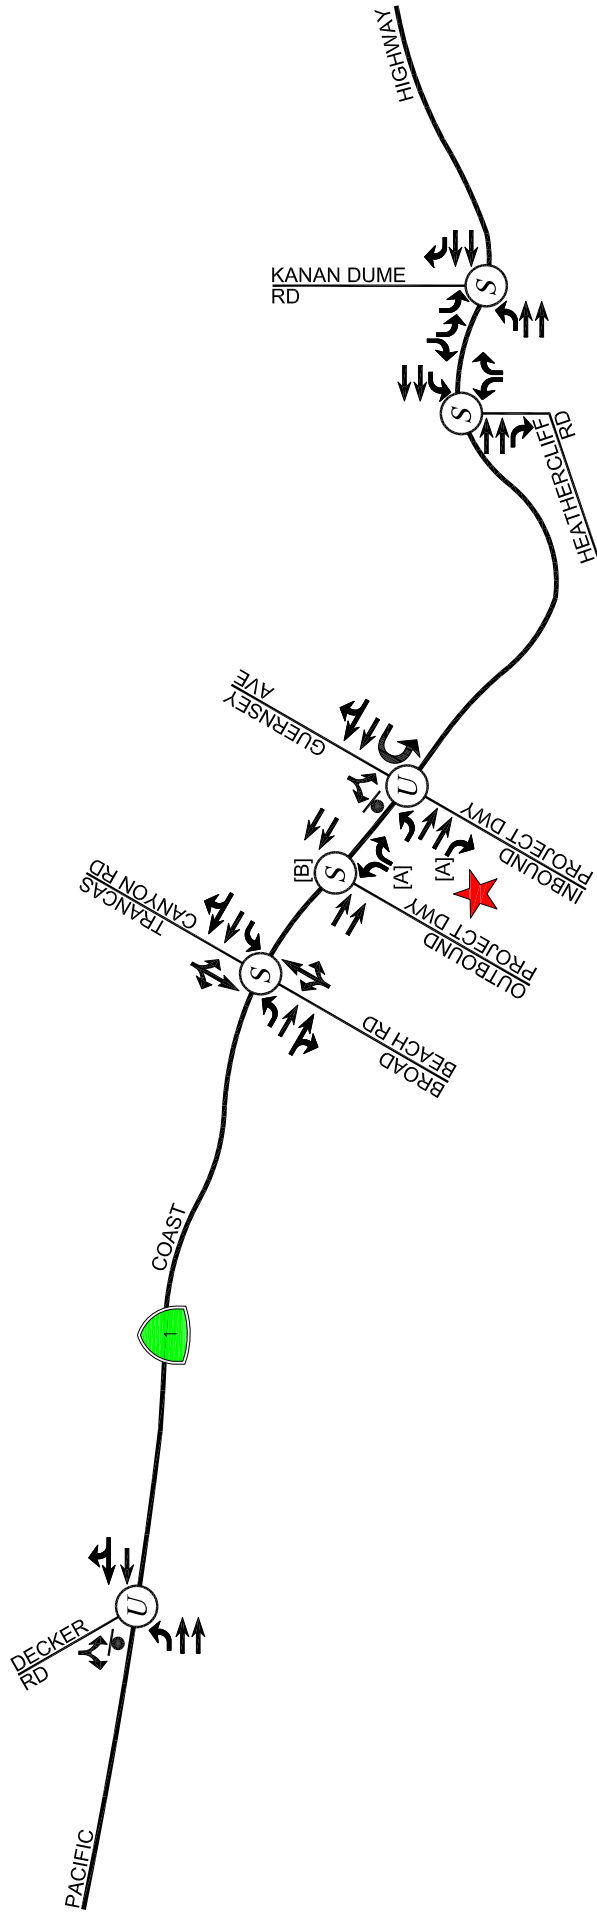 HIGHWAY
KANAN DUME
RD
S
S
HEATHERCLIFF
RD
GUERNSEY
AVE
U
INBOUND
PROJECT DWY
[A]
[A]
[B]
S
OUTBOUND
PROJECT DWY
TRANCAS
CANYON RD
S
BROAD
BEACH RD
COAST
1
DECKER
RD
U
PACIFIC